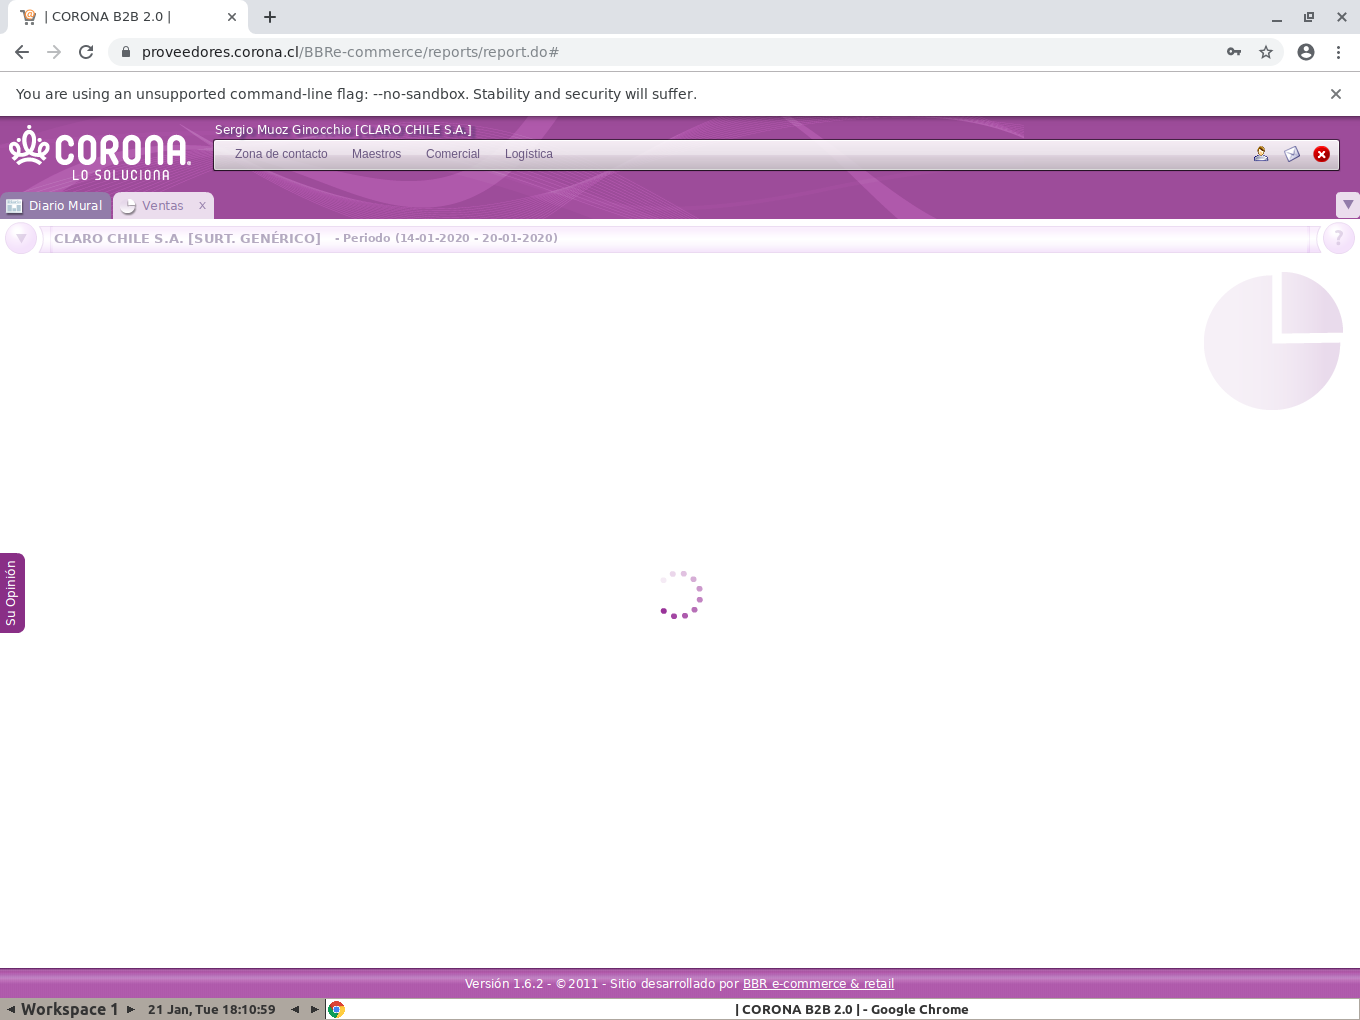 | CORONA B2B 2.0 |
proveedores.corona.cl/BBRe-commerce/reports/report.do#
You are using an unsupported command-line flag: --no-sandbox. Stability and security will suffer.
Sergio Muoz Ginocchio [CLARO CHILE S.A.]
CORONA.
LO SOLUCIONA
Zona de contacto Maestros Comercial Logística
Diario Mural Ventas x
CLARO CHILE S.A. [SURT. GENÉRICO] - Periodo (14-01-2020 - 20-01-2020)
?
Su Opinión
Versión 1.6.2 - ©2011 - Sitio desarrollado por BBR e-commerce & retail
Workspace 1 21 Jan, Tue 18:10:59 | CORONA B2B 2.0 | - Google Chrome